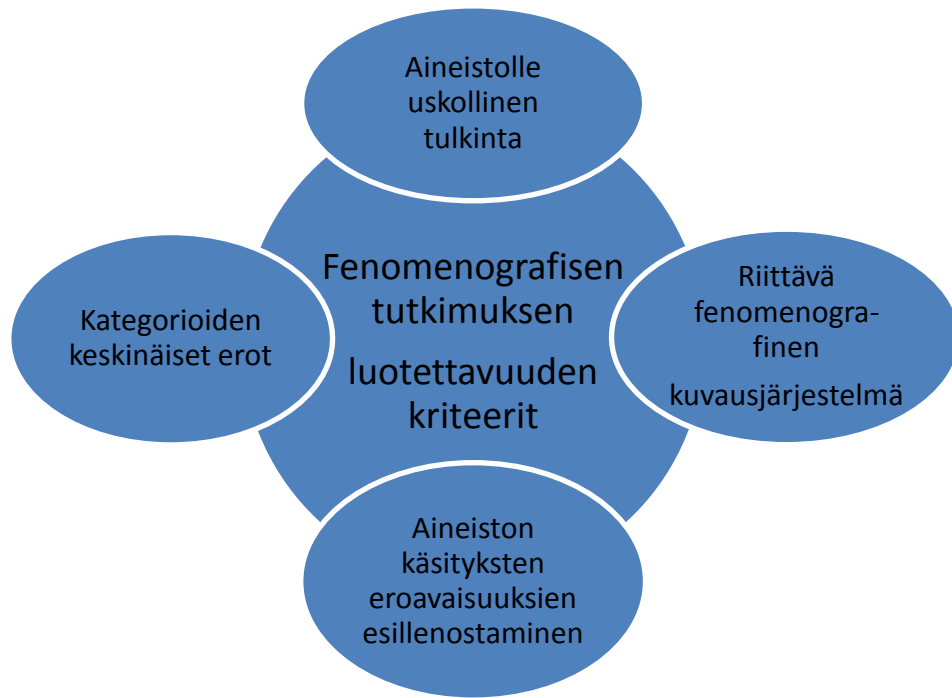 Aineistolle
uskollinen
tulkinta
Fenomenografisen
tutkimuksen
luotettavuuden
kriteerit
Riittävä
fenomenogra-
finen
kuvausjärjestelmä
Kategorioiden
keskinäiset erot
Aineiston
käsityksten
eroavaisuuksien
esillenostaminen